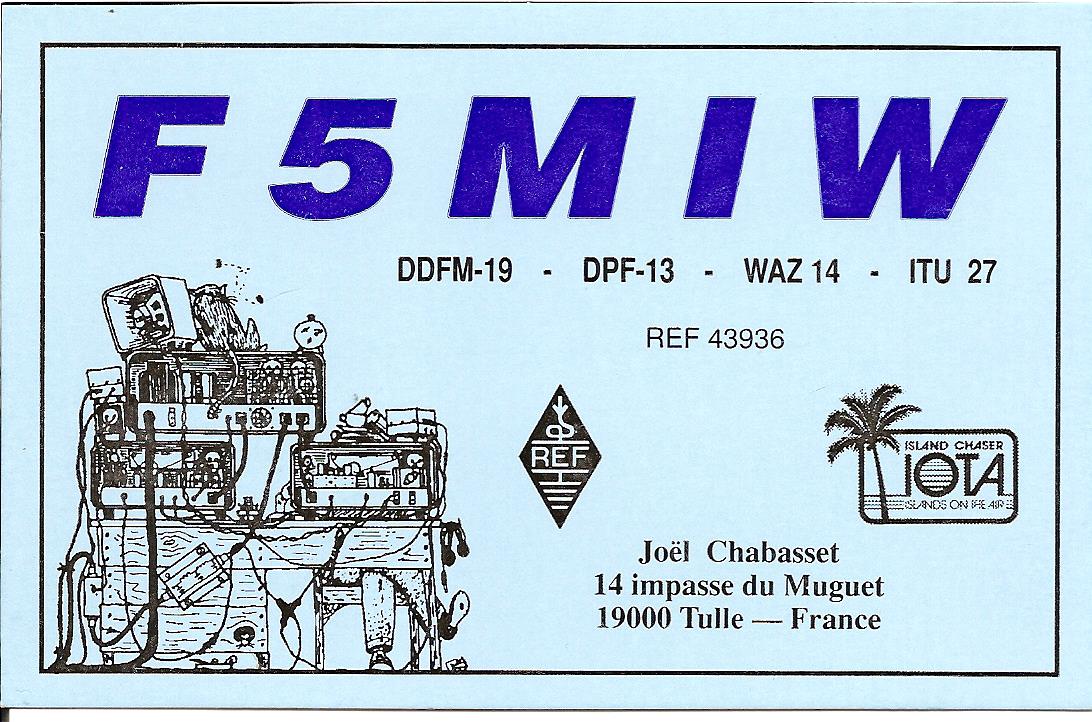 F5MIW
DDFM-19 - DPF-13 - WAZ 14 - ITU 27
REF 43936
REF
ISLAND CHASER
IOTA
ISLANDS ON THE AIR
Joël Chabasset
14 impasse du Muguet
19000 Tulle — France